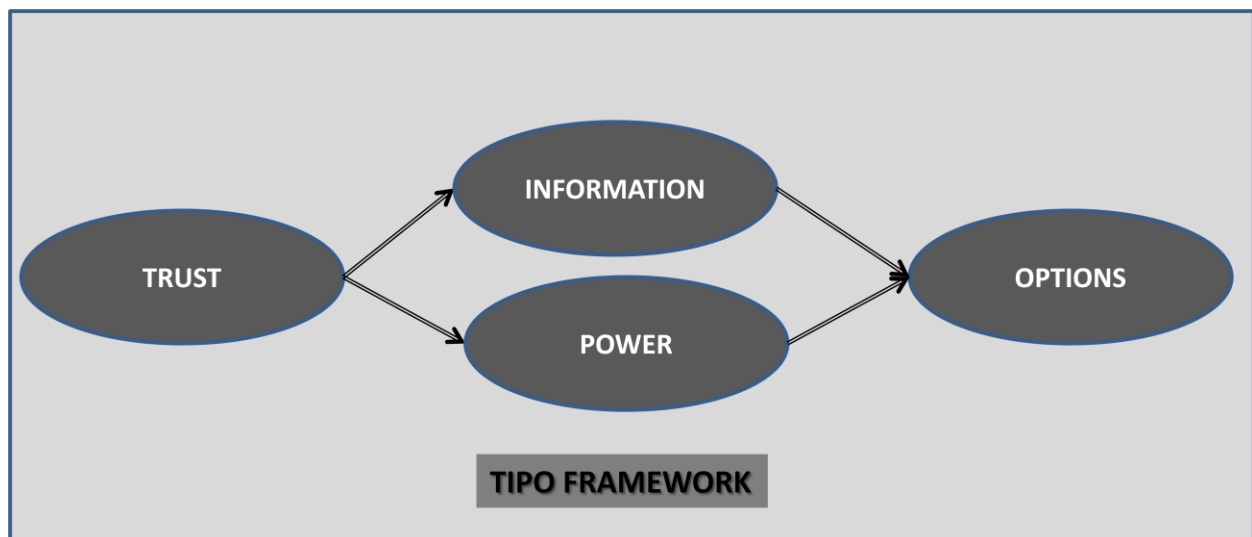 INFORMATION
TRUST
OPTIONS
POWER
TIPO FRAMEWORK